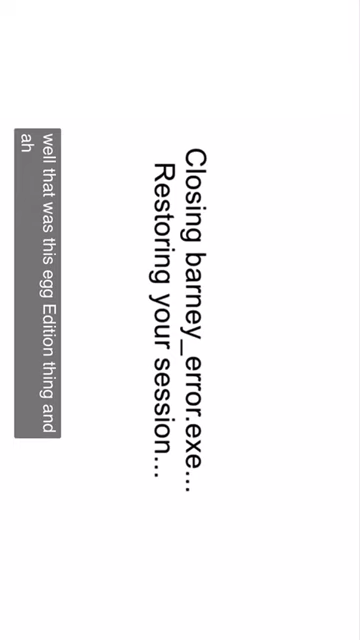 Closing barney_error.exe...
Restoring your session...
well that was this egg Edition thing and
ah